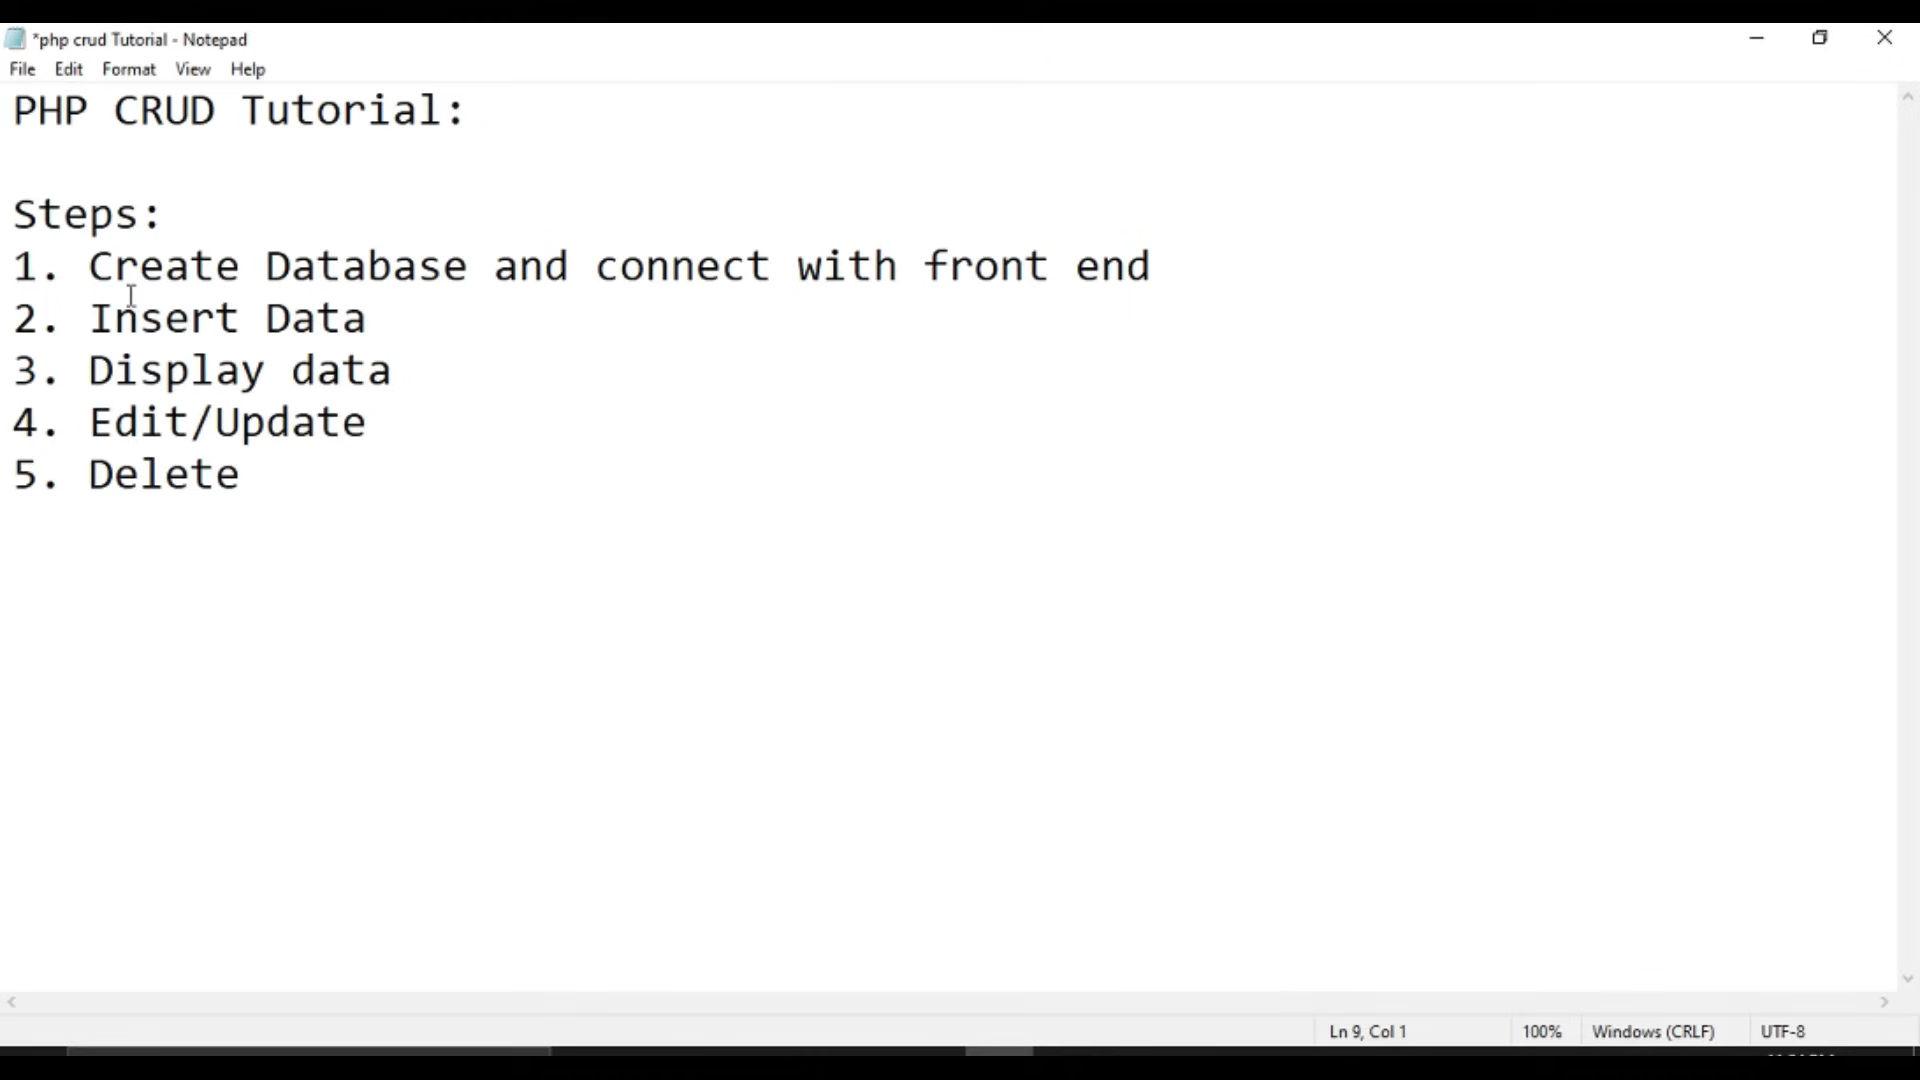 *php crud Tutorial - Notepad
File Edit Format View Help
PHP CRUD Tutorial:
Steps:
1. Create Database and connect with front end
2. Insert Data
3. Display data
4. Edit/Update
5. Delete
Ln 9, Col 1 100% Windows (CRLF) UTF-8